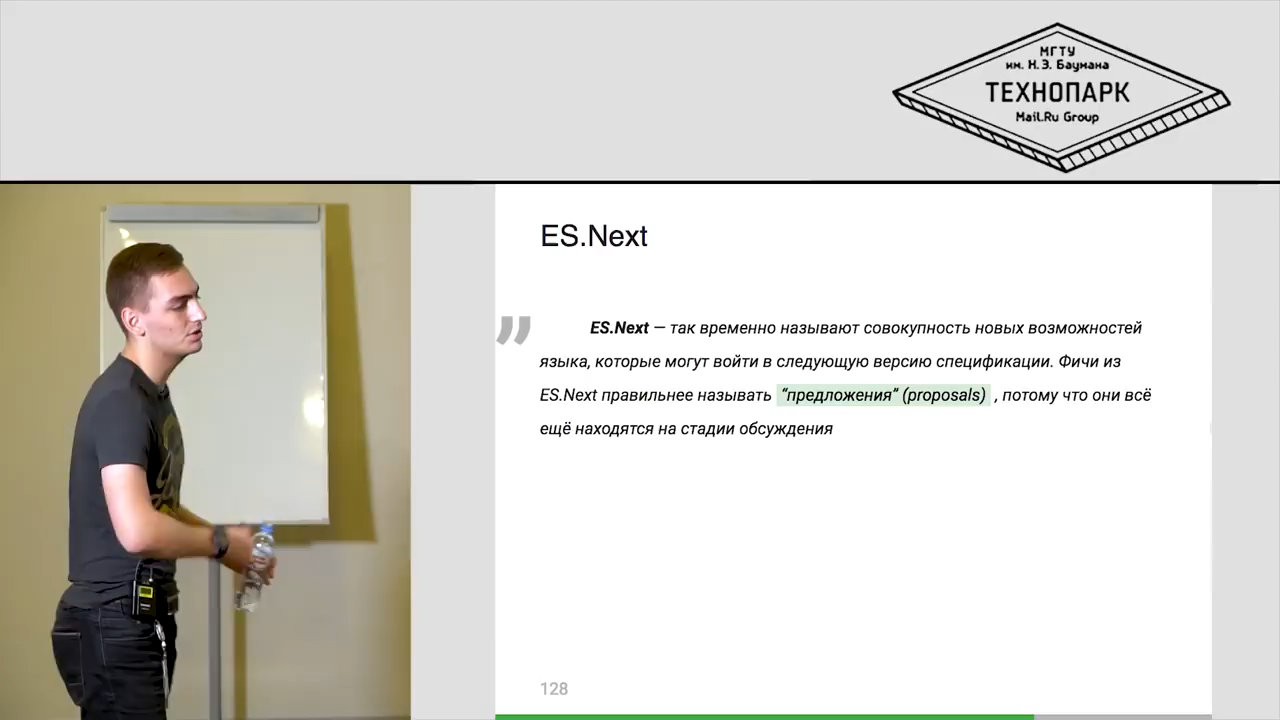 МГТУ
им. Н.Э. Баумана
ТЕХНОПАРК
Mail.Ru Group
ES.Next
” ES.Next — так временно называют совокупность новых возможностей
языка, которые могут войти в следующую версию спецификации. Фичи из
ES.Next правильнее называть “предложения” (proposals) , потому что они всё
ещё находятся на стадии обсуждения
128